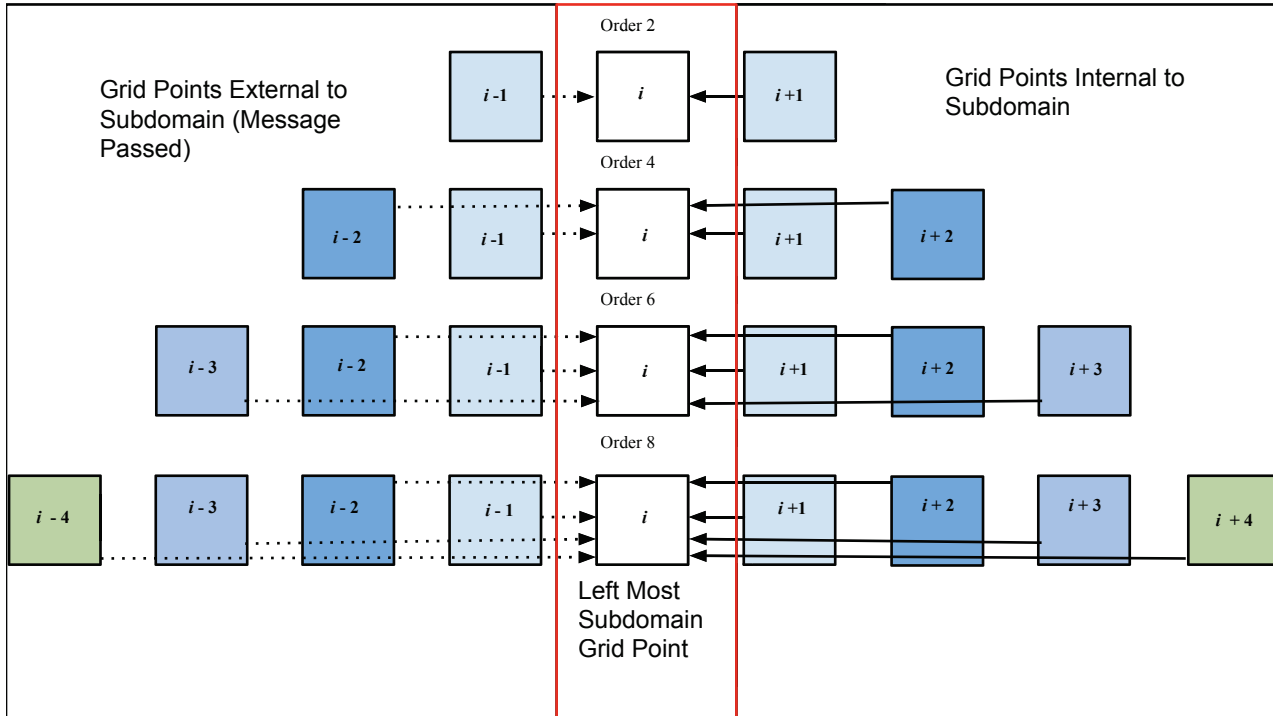 Order 2
Grid Points External to
Subdomain (Message
Passed)
Grid Points Internal to
Subdomain
i -1
i
i +1
Order 4
i - 2
i -1
i
i +1
i + 2
Order 6
i - 3
i - 2
i -1
i
i +1
i + 2
i + 3
Order 8
i - 4
i - 3
i - 2
i - 1
i
i +1
i + 2
i + 3
i + 4
Left Most
Subdomain
Grid Point